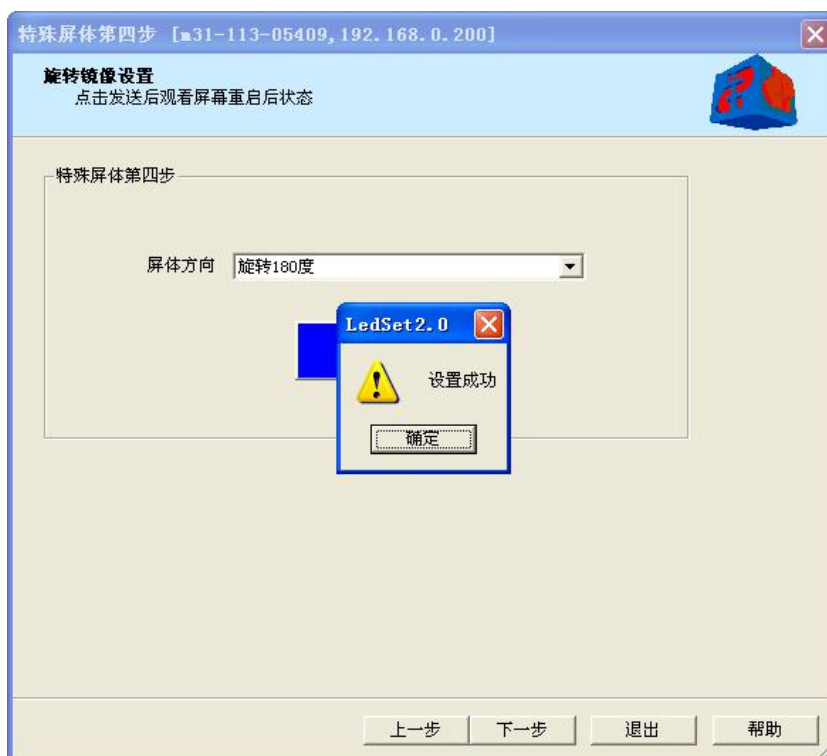 特殊屏体第四步 [m31-113-05409,192.168.0.200]
旋转镜像设置
点击发送后观看屏幕重启后状态
特殊屏体第四步
屏体方向 旋转180度
LedSet2.0
设置成功
确定
上一步 下一步 退出 帮助